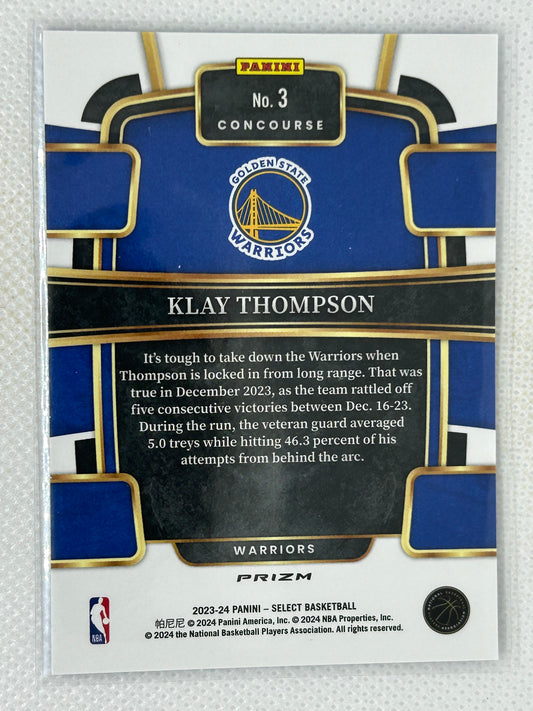 PANINI
No. 3
CONCOURSE
GOLDEN STATE
WARRIORS
KLAY THOMPSON
It's tough to take down the Warriors when
Thompson is locked in from long range. That was
true in December 2023, as the team rattled off
five consecutive victories between Dec. 16-23.
During the run, the veteran guard averaged
5.0 treys while hitting 46.3 percent of his
attempts from behind the arc.
WARRIORS
PRIZM
2023-24 PANINI – SELECT BASKETBALL
帕尼尼 © 2024 Panini America, Inc. © 2024 NBA Properties, Inc.
© 2024 the National Basketball Players Association. All rights reserved.
NBA